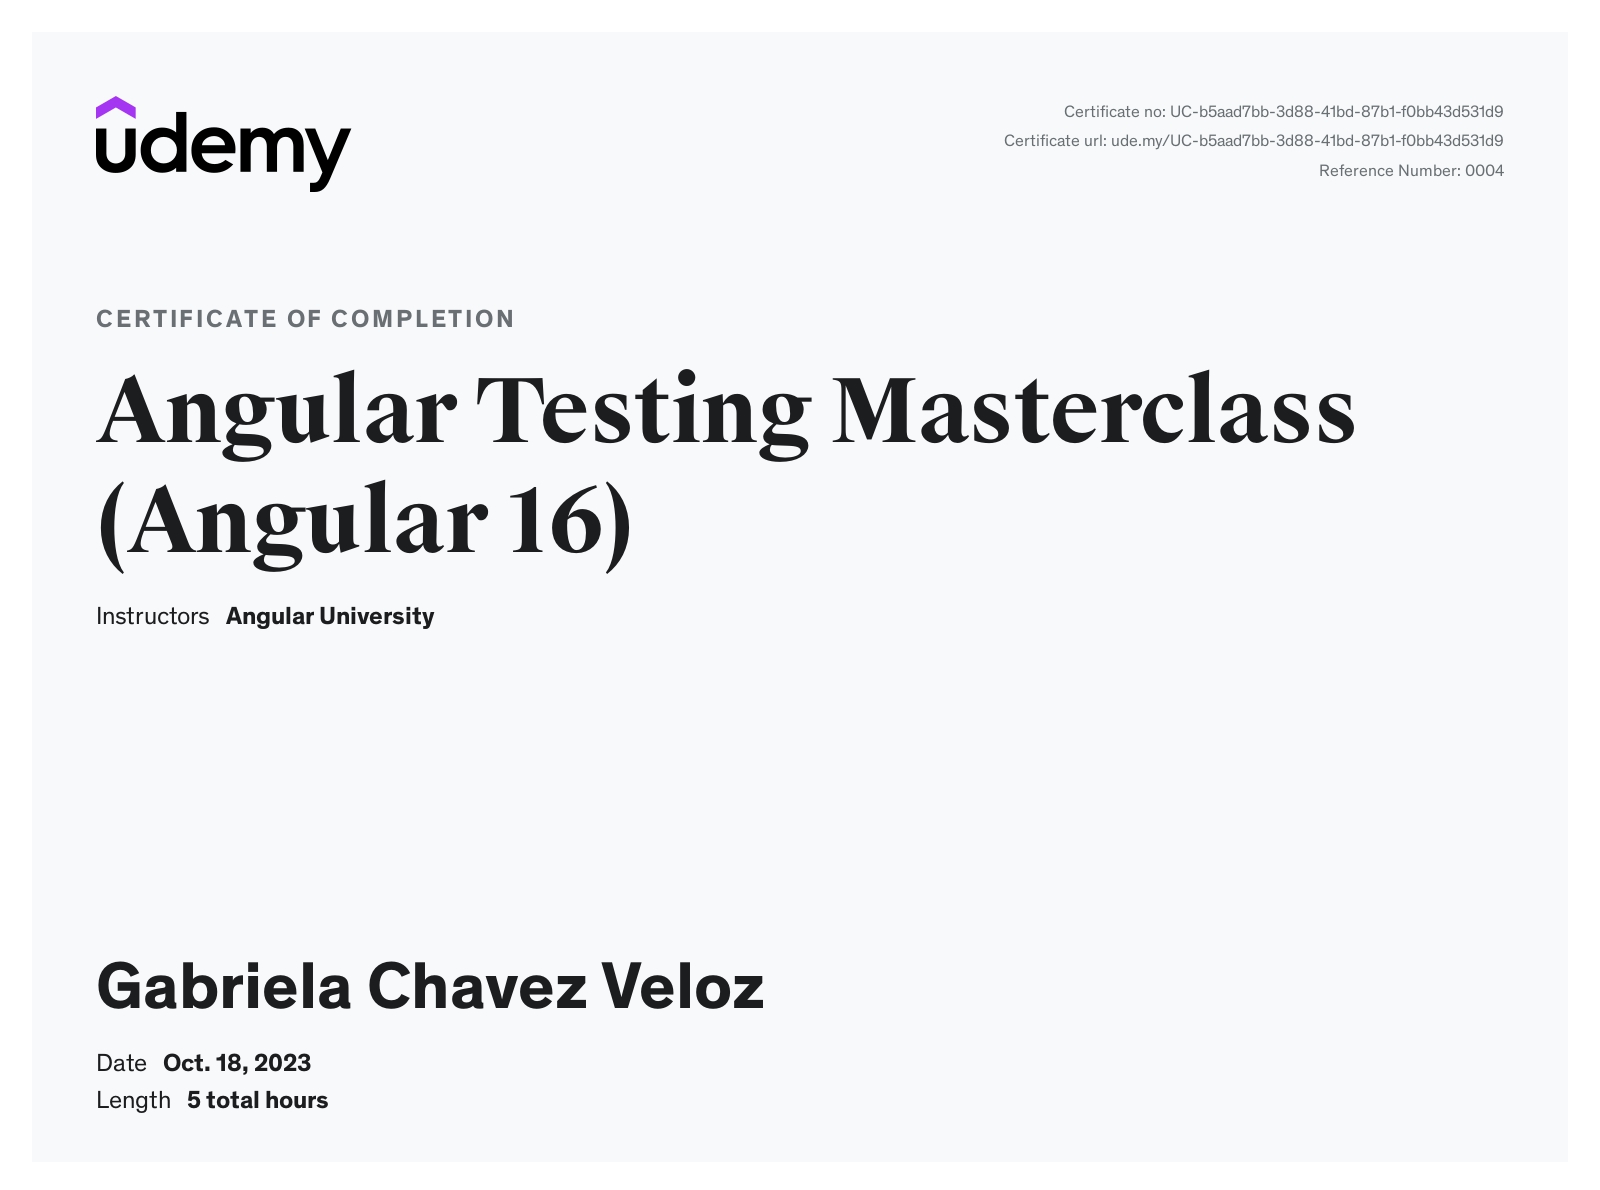 udemy
Certificate no: UC-b5aad7bb-3d88-41bd-87b1-f0bb43d531d9
Certificate url: ude.my/UC-b5aad7bb-3d88-41bd-87b1-f0bb43d531d9
Reference Number: 0004
CERTIFICATE OF COMPLETION
Angular Testing Masterclass
(Angular 16)
Instructors Angular University
Gabriela Chavez Veloz
Date Oct. 18, 2023
Length 5 total hours